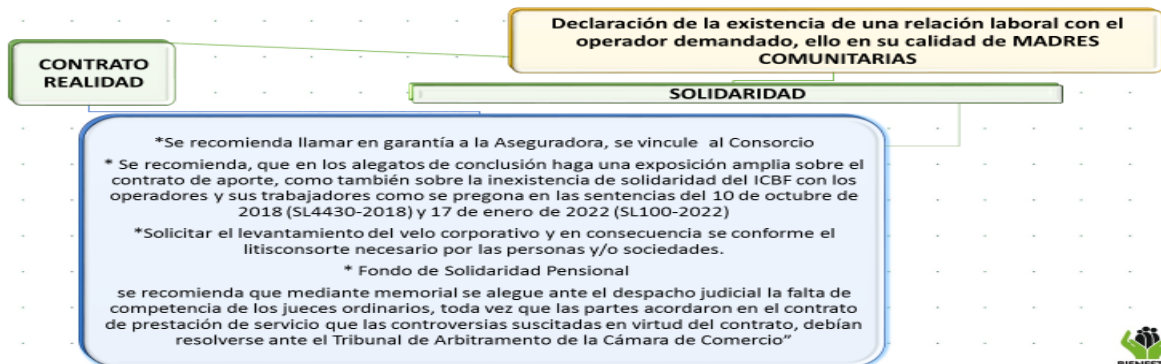 Declaración de la existencia de una relación laboral con el
operador demandado, ello en su calidad de MADRES
COMUNITARIAS
CONTRATO
REALIDAD
SOLIDARIDAD
*Se recomienda llamar en garantía a la Aseguradora, se vincule al Consorcio
* Se recomienda, que en los alegatos de conclusión haga una exposición amplia sobre el
contrato de aporte, como también sobre la inexistencia de solidaridad del ICBF con los
operadores y sus trabajadores como se pregona en las sentencias del 10 de octubre de
2018 (SL4430-2018) y 17 de enero de 2022 (SL100-2022)
*Solicitar el levantamiento del velo corporativo y en consecuencia se conforme el
litisconsorte necesario por las personas y/o sociedades.
* Fondo de Solidaridad Pensional
se recomienda que mediante memorial se alegue ante el despacho judicial la falta de
competencia de los jueces ordinarios, toda vez que las partes acordaron en el contrato
de prestación de servicio que las controversias suscitadas en virtud del contrato, debían
resolverse ante el Tribunal de Arbitramento de la Cámara de Comercio”